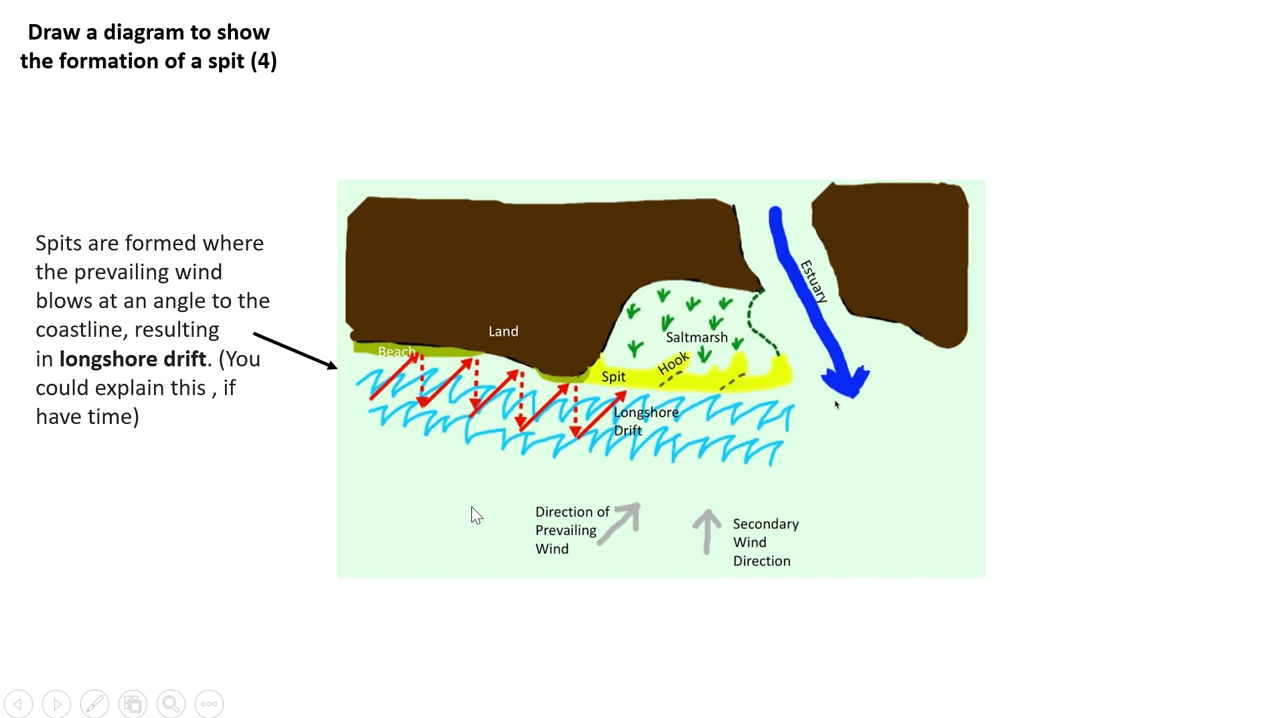 Draw a diagram to show
the formation of a spit (4)
Spits are formed where
the prevailing wind
blows at an angle to the
coastline, resulting
in longshore drift. (You
could explain this , if
have time)
Estuary
Land
Saltmarsh
Beach
Hook
Spit
Longshore
Drift
Direction of
Prevailing
Wind
Secondary
Wind
Direction